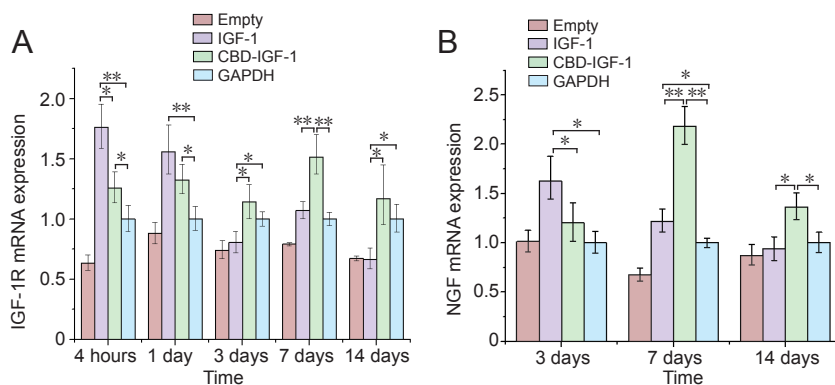 A
Empty
IGF-1
CBD-IGF-1
GAPDH
IGF-1R mRNA expression
2.0
1.5
1.0
0.5
0
** * * ** * * * ** ** * *
4 hours 1 day 3 days 7 days 14 days
Time
B
Empty
IGF-1
CBD-IGF-1
GAPDH
NGF mRNA expression
2.5
2.0
1.5
1.0
0.5
0
* * * ** ** * *
3 days 7 days 14 days
Time